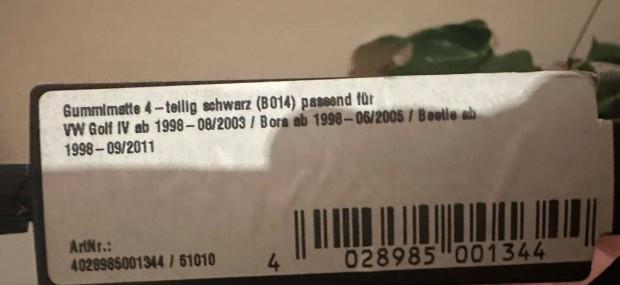 Gummimatte 4-teilig schwarz (B014) passend für
VW Golf IV ab 1998-08/2003 / Bora ab 1998-06/2005 / Beetle ab
1998-09/2011
ArtNr.:
4028985001344 / 61010
4 028985 001344